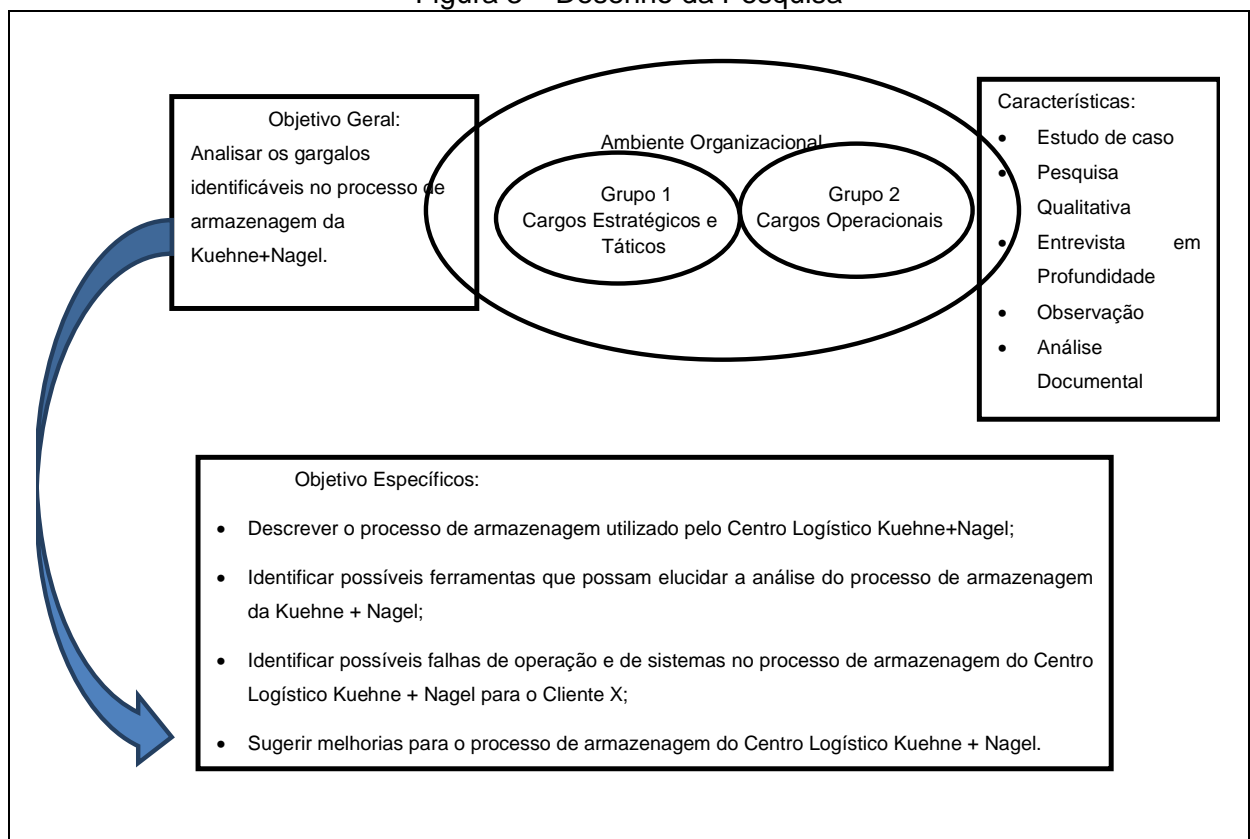 Desenho da Pesquisa
Objetivo Geral:
Analisar os gargalos
identificáveis no processo de
armazenagem da
Kuehne+Nagel.
Ambiente Organizacional
Grupo 1
Cargos Estratégicos e
Táticos
Grupo 2
Cargos Operacionais
Características:
• Estudo de caso
• Pesquisa
Qualitativa
• Entrevista em
Profundidade
• Observação
• Análise
Documental
Objetivo Específicos:
• Descrever o processo de armazenagem utilizado pelo Centro Logístico Kuehne+Nagel;
• Identificar possíveis ferramentas que possam elucidar a análise do processo de armazenagem
da Kuehne + Nagel;
• Identificar possíveis falhas de operação e de sistemas no processo de armazenagem do Centro
Logístico Kuehne + Nagel para o Cliente X;
• Sugerir melhorias para o processo de armazenagem do Centro Logístico Kuehne + Nagel.